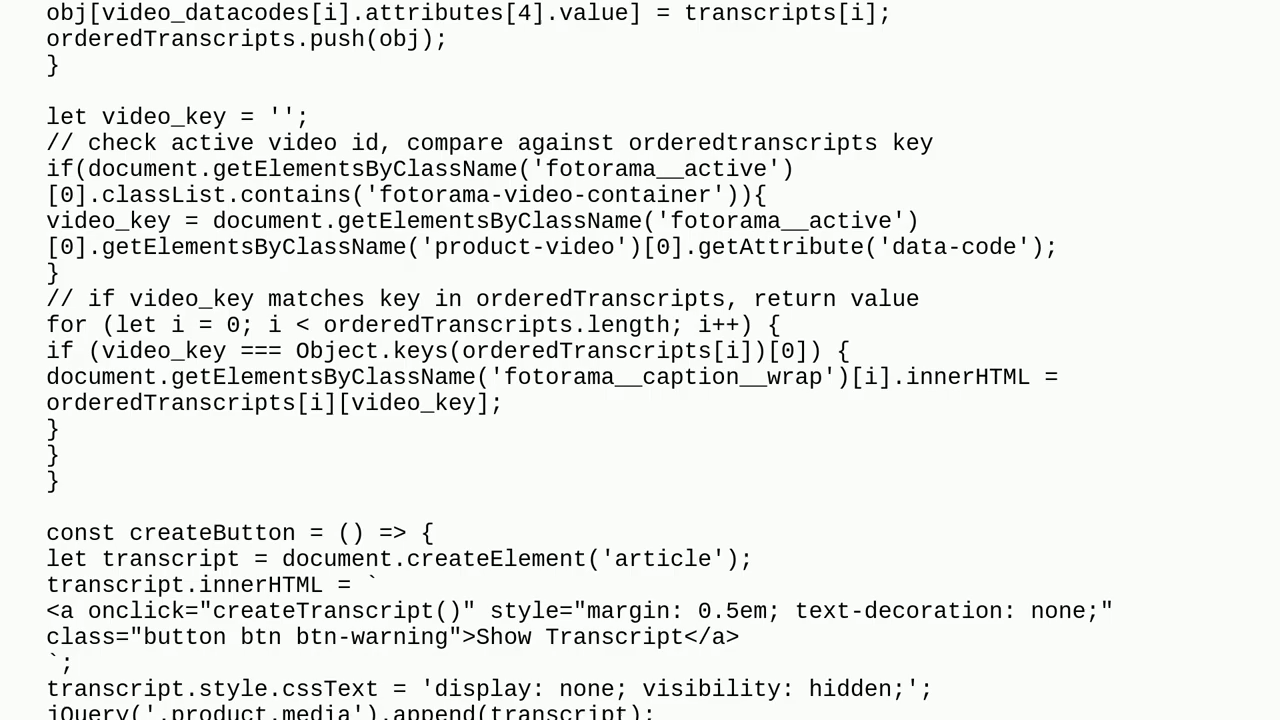 obj[video_datacodes[i].attributes[4].value] = transcripts[i];
orderedTranscripts.push(obj);
}
let video_key = '';
// check active video id, compare against orderedtranscripts key
if(document.getElementsByClassName('fotorama__active')
[0].classList.contains('fotorama-video-container')){
video_key = document.getElementsByClassName('fotorama__active')
[0].getElementsByClassName('product-video')[0].getAttribute('data-code');
}
// if video_key matches key in orderedTranscripts, return value
for (let i = 0; i < orderedTranscripts.length; i++) {
if (video_key === Object.keys(orderedTranscripts[i])[0]) {
document.getElementsByClassName('fotorama__caption__wrap')[i].innerHTML =
orderedTranscripts[i][video_key];
}
}
}
const createButton = () => {
let transcript = document.createElement('article');
transcript.innerHTML = `
<a onclick="createTranscript()" style="margin: 0.5em; text-decoration: none;"
class="button btn btn-warning">Show Transcript</a>
`;
transcript.style.cssText = 'display: none; visibility: hidden;';
jQuery('.product.media').append(transcript);